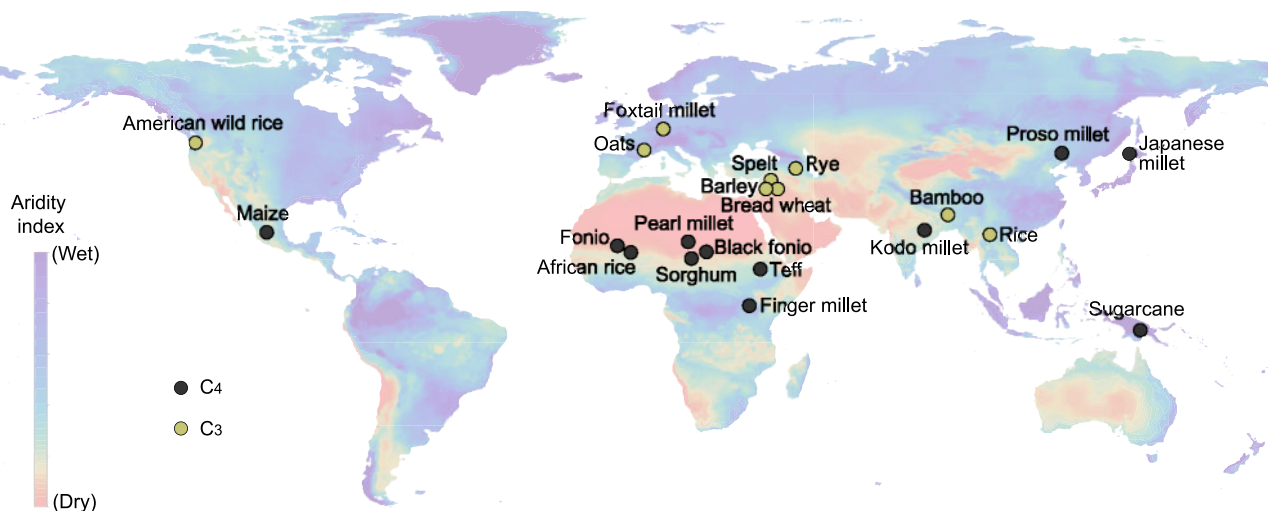 Foxtail millet
American wild rice
Oats
Proso millet
Japanese
millet
Spelt
Rye
Barley
Bread wheat
Bamboo
Aridity
index
(Wet)
(Dry)
Maize
Pearl millet
Fonio
Black fonio
African rice
Sorghum
Teff
Finger millet
Kodo millet
Rice
Sugarcane
C4
C3